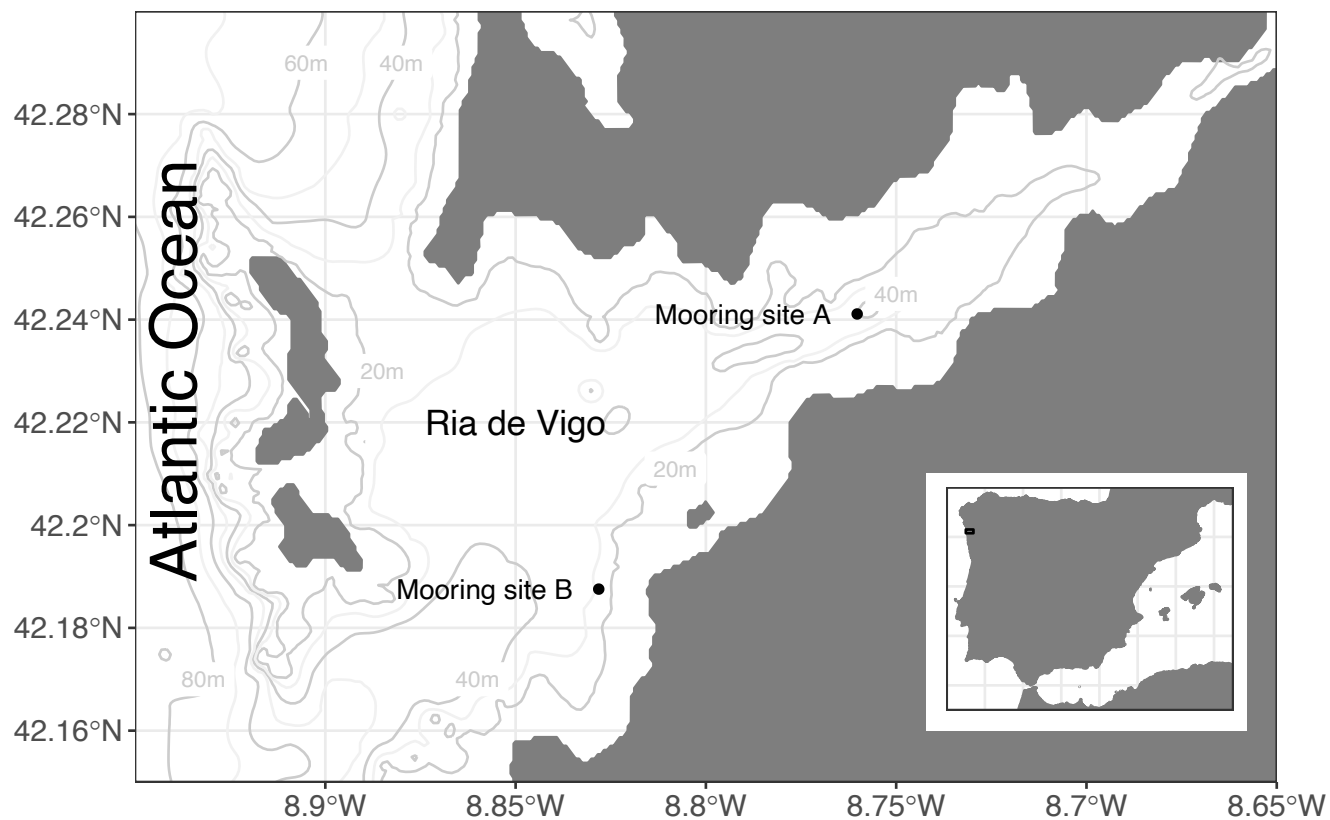 60m
40m
42.28°N
42.26°N
42.24°N
42.22°N
42.2°N
42.18°N
42.16°N
Atlantic Ocean
40m
Mooring site A
20m
Ria de Vigo
20m
Mooring site B
80m
40m
8.9°W
8.85°W
8.8°W
8.75°W
8.7°W
8.65°W